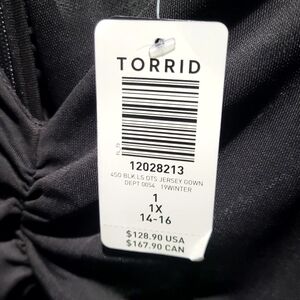 TORRID
12028213
450 BLK LS OTS JERSEY GOWN
DEPT 0054 19WINTER
1
1X
14-16
$128.90 USA
$167.90 CAN